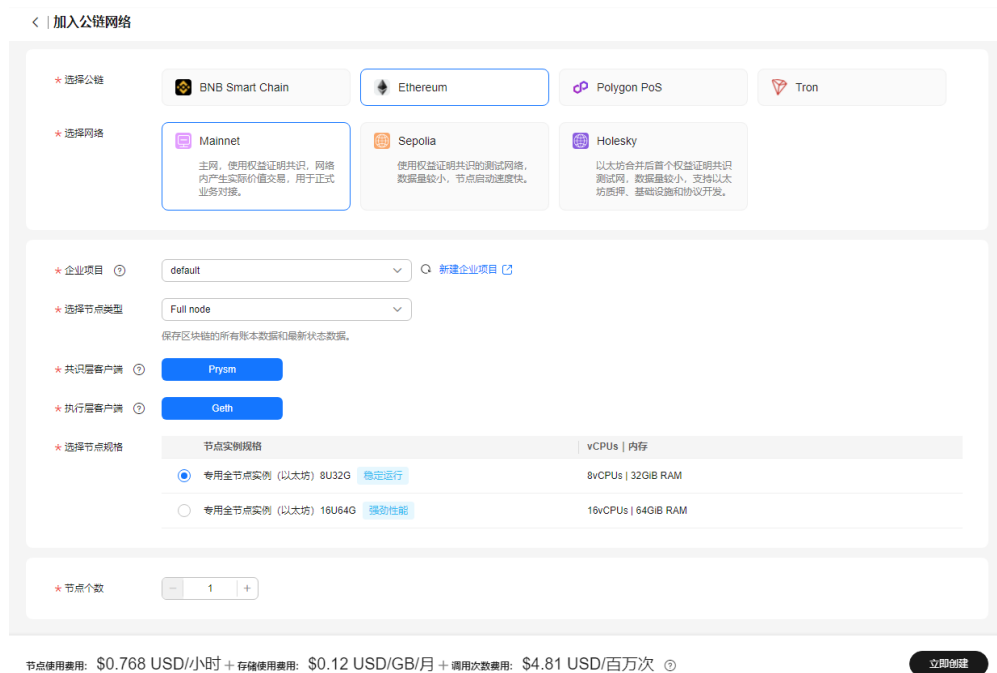 加入公链网络
* 选择公链
BNB Smart Chain
Ethereum
Polygon PoS
Tron
* 选择网络
Mainnet
主网，使用权益证明共识，网络
内产生实际价值交易，用于正式
业务对接。
Sepolia
使用权益证明共识的测试网络，
数据量较小，节点启动速度快。
Holesky
以太坊合并后首个权益证明共识
测试网，数据量较小，支持以太
坊质押、基础设施和协议开发。
* 企业项目
default
新建企业项目
* 选择节点类型
Full node
保存区块链的所有账本数据和最新状态数据。
* 共识层客户端
Prysm
* 执行层客户端
Geth
* 选择节点规格
节点实例规格 vCPUs | 内存
专用全节点实例（以太坊）8U32G 稳定运行 8vCPUs | 32GiB RAM
专用全节点实例（以太坊）16U64G 强劲性能 16vCPUs | 64GiB RAM
* 节点个数
− 1 +
节点使用费用: $0.768 USD/小时 + 存储使用费用: $0.12 USD/GB/月 + 调用次数费用: $4.81 USD/百万次
立即创建